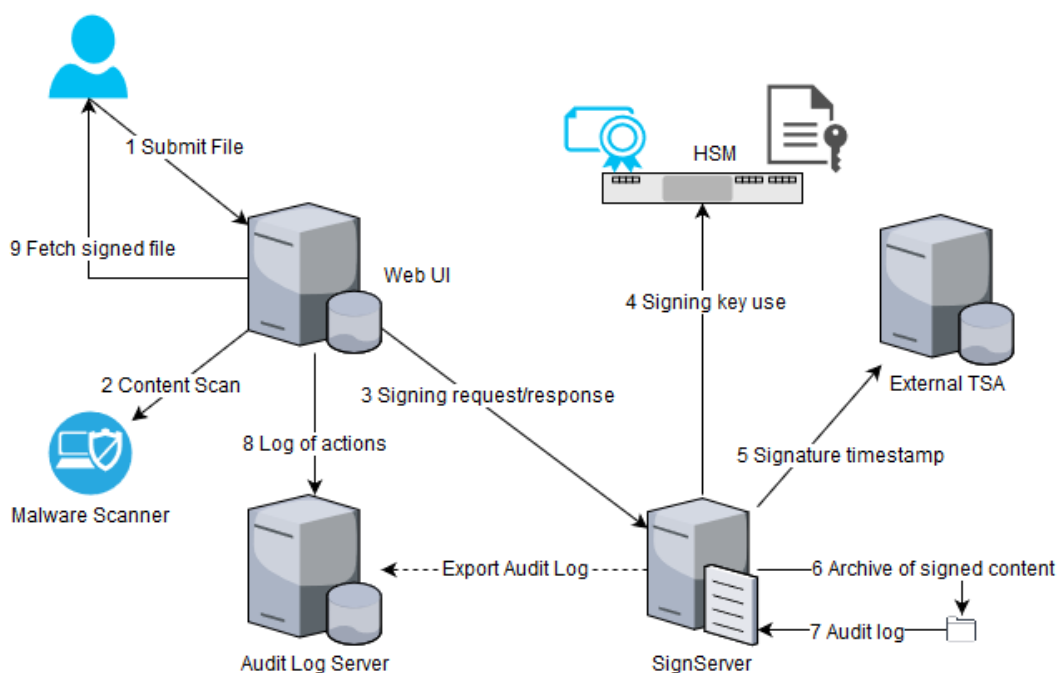 1 Submit File
HSM
9 Fetch signed file
Web UI
4 Signing key use
2 Content Scan
3 Signing request/response
External TSA
8 Log of actions
5 Signature timestamp
Malware Scanner
Export Audit Log
6 Archive of signed content
7 Audit log
Audit Log Server
SignServer